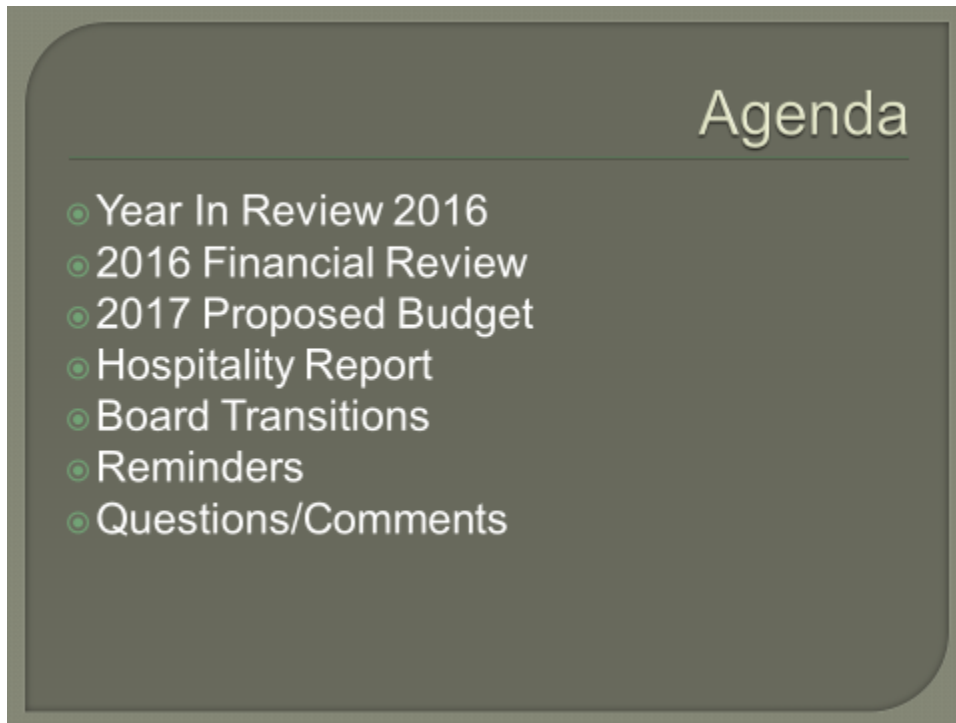 Agenda
Year In Review 2016
2016 Financial Review
2017 Proposed Budget
Hospitality Report
Board Transitions
Reminders
Questions/Comments